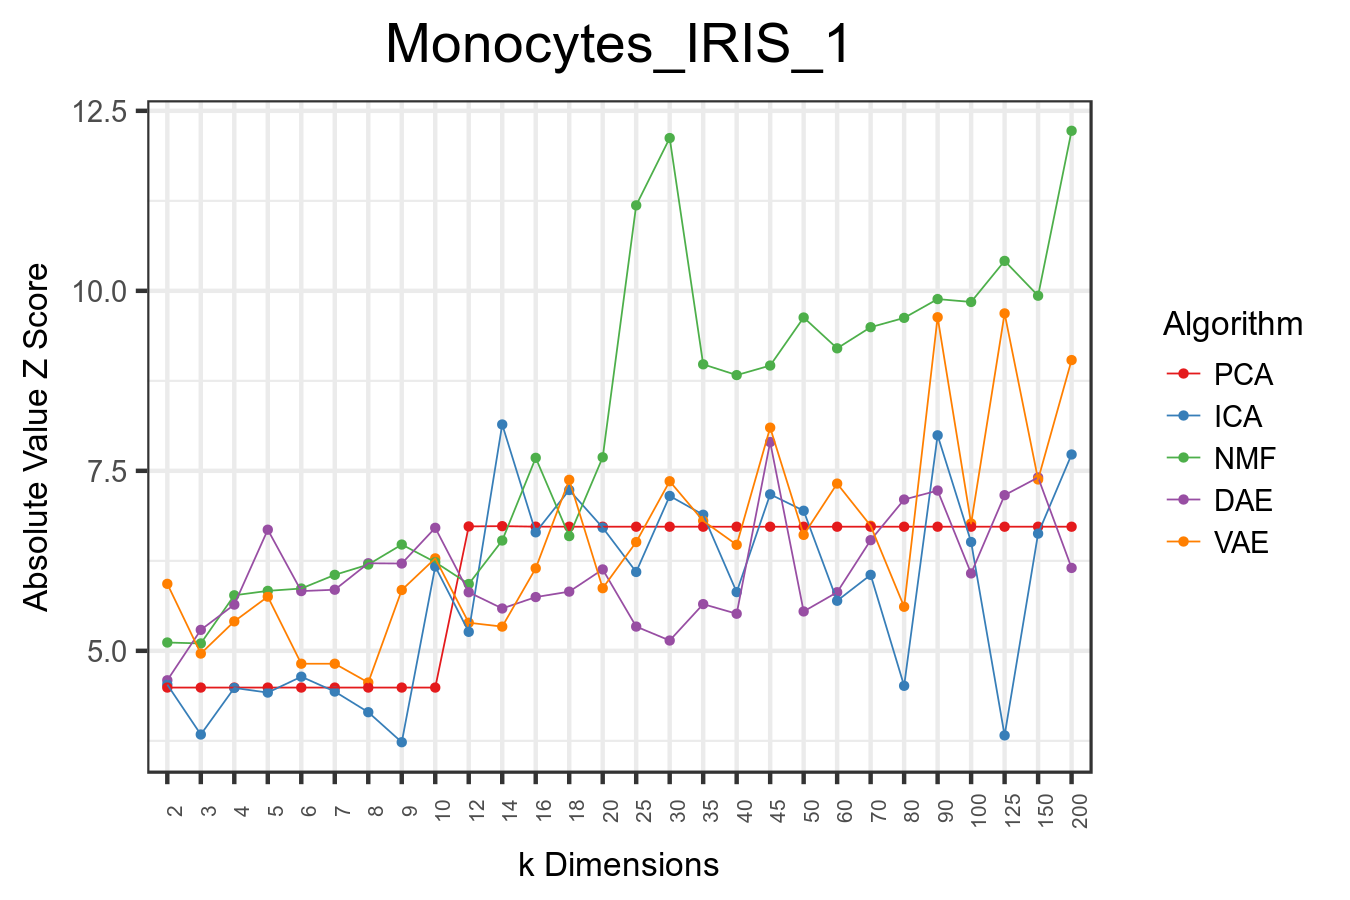 Monocytes_IRIS_1
12.5
10.0
7.5
5.0
Absolute Value Z Score
2 3 4 5 6 7 8 9 10 12 14 16 18 20 25 30 35 40 45 50 60 70 80 90 100 125 150 200
k Dimensions
Algorithm
PCA
ICA
NMF
DAE
VAE